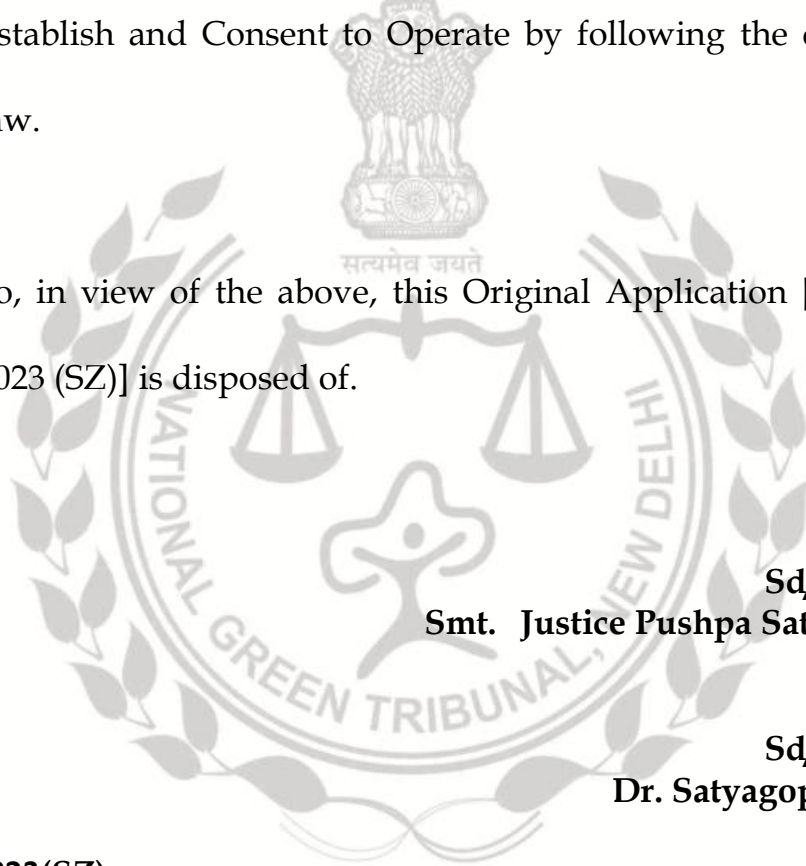 stablish and Consent to Operate by following the
w.
सत्यमेव जयते
o, in view of the above, this Original Application [
023 (SZ)] is disposed of.
NATIONAL GREEN TRIBUNAL, NEW DELHI
Sd/
Smt. Justice Pushpa Sat
Sd/
Dr. Satyagop